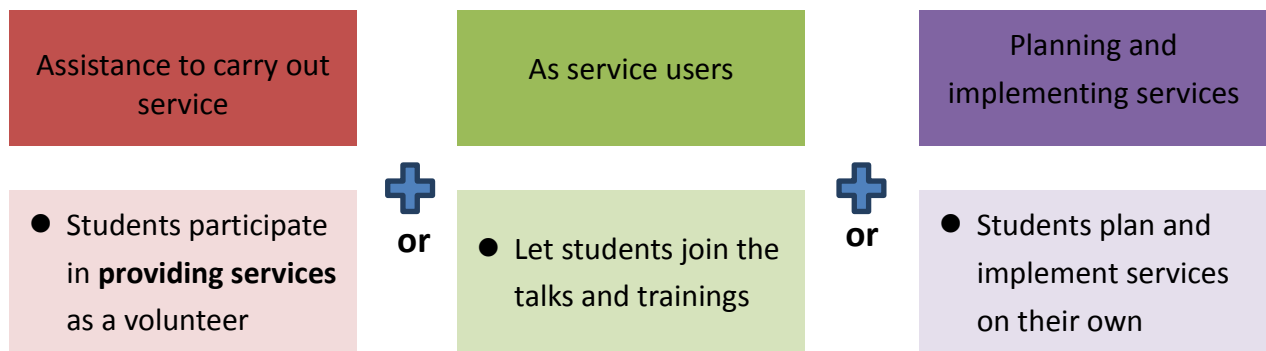 Assistance to carry out
service
As service users
Planning and
implementing services
● Students participate
in providing services
as a volunteer
or
● Let students join the
talks and trainings
or
● Students plan and
implement services
on their own